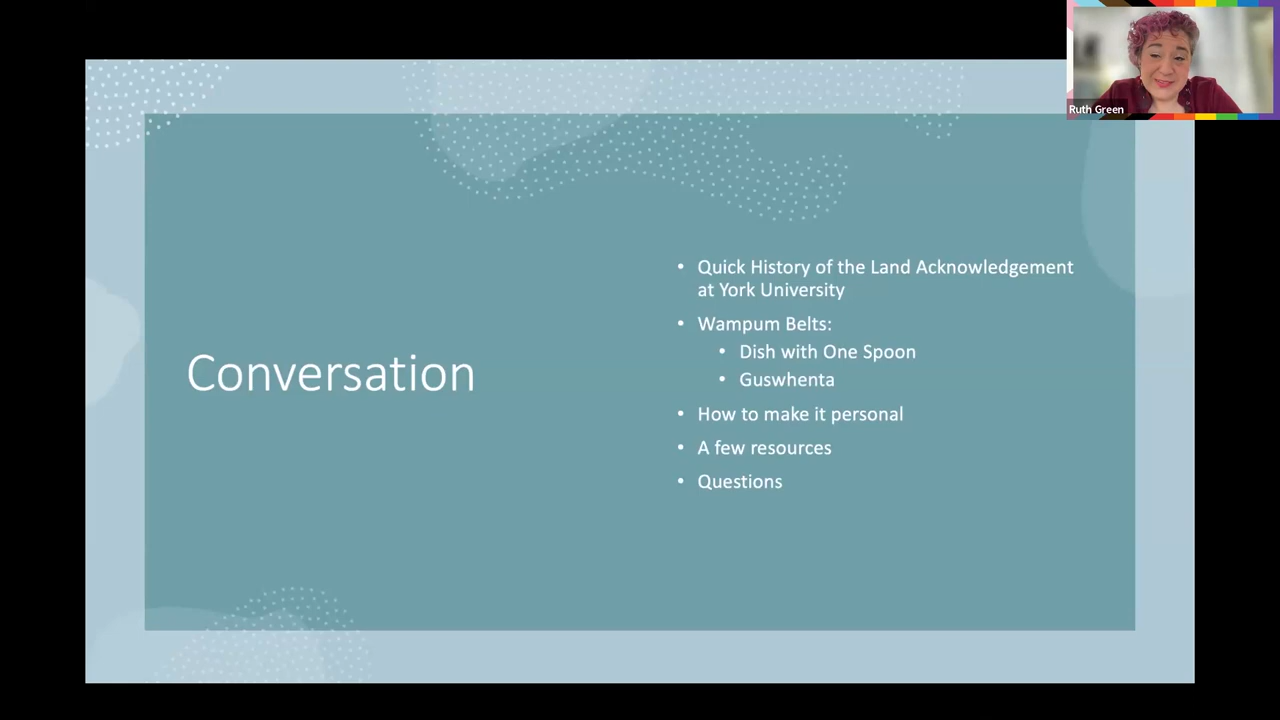 Ruth Green
Conversation
• Quick History of the Land Acknowledgement
at York University
• Wampum Belts:
• Dish with One Spoon
• Guswhenta
• How to make it personal
• A few resources
• Questions